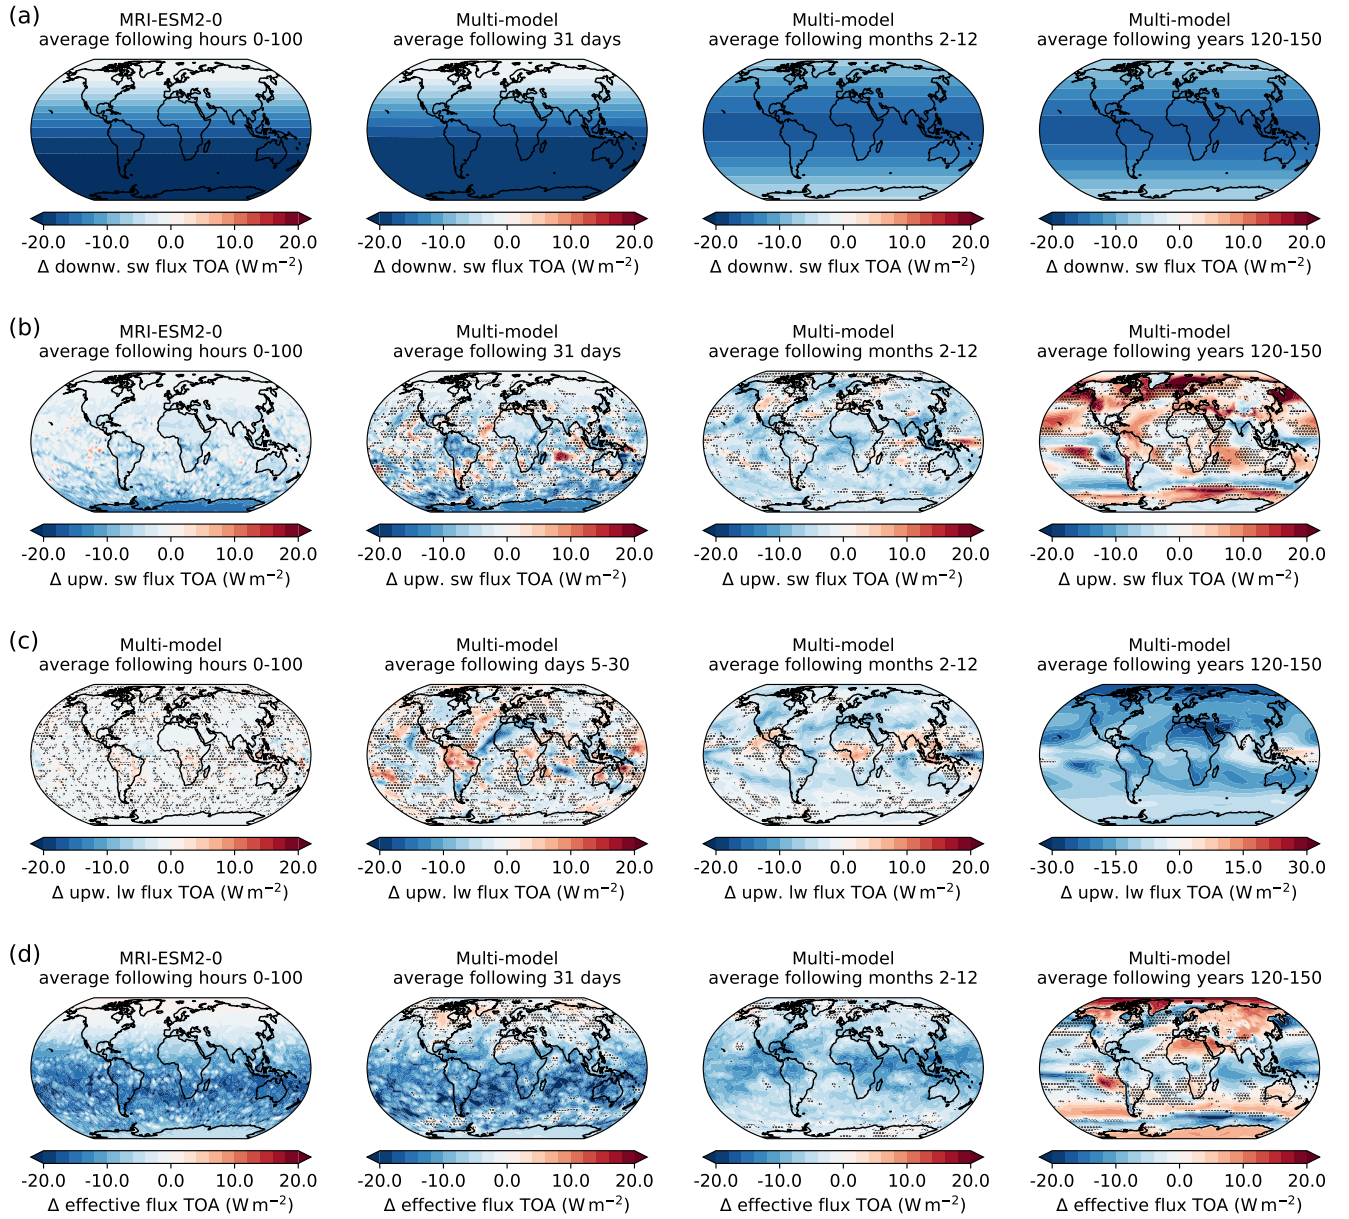 (a)
MRI-ESM2-0
average following hours 0-100
Multi-model
average following 31 days
Multi-model
average following months 2-12
Multi-model
average following years 120-150
-20.0 -10.0 0.0 10.0 20.0
Δ downw. sw flux TOA (W m⁻²)
-20.0 -10.0 0.0 10.0 20.0
Δ downw. sw flux TOA (W m⁻²)
-20.0 -10.0 0.0 10.0 20.0
Δ downw. sw flux TOA (W m⁻²)
-20.0 -10.0 0.0 10.0 20.0
Δ downw. sw flux TOA (W m⁻²)
(b)
MRI-ESM2-0
average following hours 0-100
Multi-model
average following 31 days
Multi-model
average following months 2-12
Multi-model
average following years 120-150
-20.0 -10.0 0.0 10.0 20.0
Δ upw. sw flux TOA (W m⁻²)
-20.0 -10.0 0.0 10.0 20.0
Δ upw. sw flux TOA (W m⁻²)
-20.0 -10.0 0.0 10.0 20.0
Δ upw. sw flux TOA (W m⁻²)
-20.0 -10.0 0.0 10.0 20.0
Δ upw. sw flux TOA (W m⁻²)
(c)
Multi-model
average following hours 0-100
Multi-model
average following days 5-30
Multi-model
average following months 2-12
Multi-model
average following years 120-150
-20.0 -10.0 0.0 10.0 20.0
Δ upw. lw flux TOA (W m⁻²)
-20.0 -10.0 0.0 10.0 20.0
Δ upw. lw flux TOA (W m⁻²)
-20.0 -10.0 0.0 10.0 20.0
Δ upw. lw flux TOA (W m⁻²)
-30.0 -15.0 0.0 15.0 30.0
Δ upw. lw flux TOA (W m⁻²)
(d)
MRI-ESM2-0
average following hours 0-100
Multi-model
average following 31 days
Multi-model
average following months 2-12
Multi-model
average following years 120-150
-20.0 -10.0 0.0 10.0 20.0
Δ effective flux TOA (W m⁻²)
-20.0 -10.0 0.0 10.0 20.0
Δ effective flux TOA (W m⁻²)
-20.0 -10.0 0.0 10.0 20.0
Δ effective flux TOA (W m⁻²)
-20.0 -10.0 0.0 10.0 20.0
Δ effective flux TOA (W m⁻²)